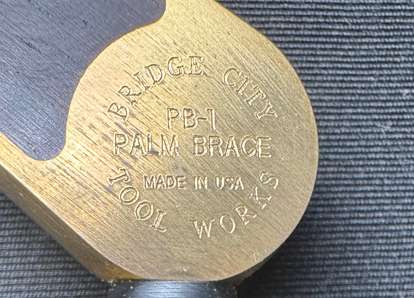 BRIDGE CITY
PB-1
PALM BRACE
MADE IN USA
TOOL WORKS